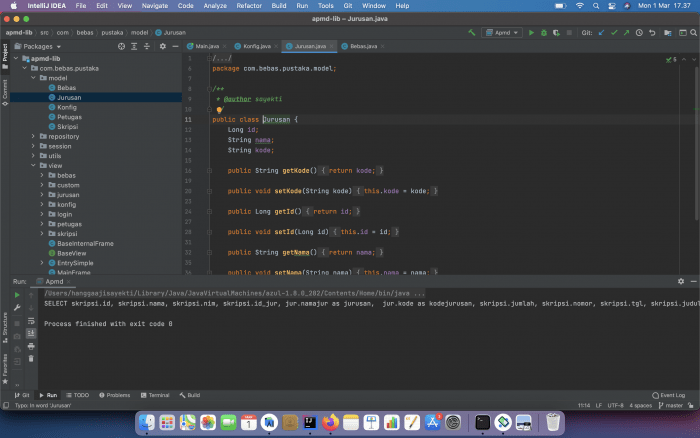 IntelliJ IDEA File Edit View Navigate Code Analyze Refactor Build Run Tools Git Window Help Mon 1 Mar 17.37
apmd-lib – Jurusan.java
apmd-lib src com bebas pustaka model Jurusan Apmd Git:
Packages Main.java Konfig.java Jurusan.java Bebas.java
apmd-lib
com.bebas.pustaka
model
Bebas
Jurusan
Konfig
Petugas
Skripsi
repository
session
utils
view
bebas
custom
jurusan
konfig
login
petugas
skripsi
BaseInternalFrame
BaseView
EntrySimple
MainFrame
Project
Commit
Structure
Favorites
/.../
6 package com.bebas.pustaka.model;
8 /**
9 * @author sayekti
10
11 public class Jurusan {
12 Long id;
13 String nama;
14 String kode;
16 public String getKode() { return kode; }
20 public void setKode(String kode) { this.kode = kode; }
24 public Long getId() { return id; }
28 public void setId(Long id) { this.id = id; }
32 public String getNama() { return nama; }
36 public void setNama(String nama) { this.nama = nama; }
Run: Apmd
/Users/hanggaajisayekti/Library/Java/JavaVirtualMachines/azul-1.8.0_282/Contents/Home/bin/java ...
SELECT skripsi.id, skripsi.nama, skripsi.nim, skripsi.id_jur, jur.namajur as jurusan, jur.kode as kodejurusan, skripsi.jumlah, skripsi.nomor, skripsi.tgl, skripsi.judul
Process finished with exit code 0
Git Run TODO Problems Terminal Build Event Log
Typo: In word 'Jurusan' 11:14 LF UTF-8 4 spaces master